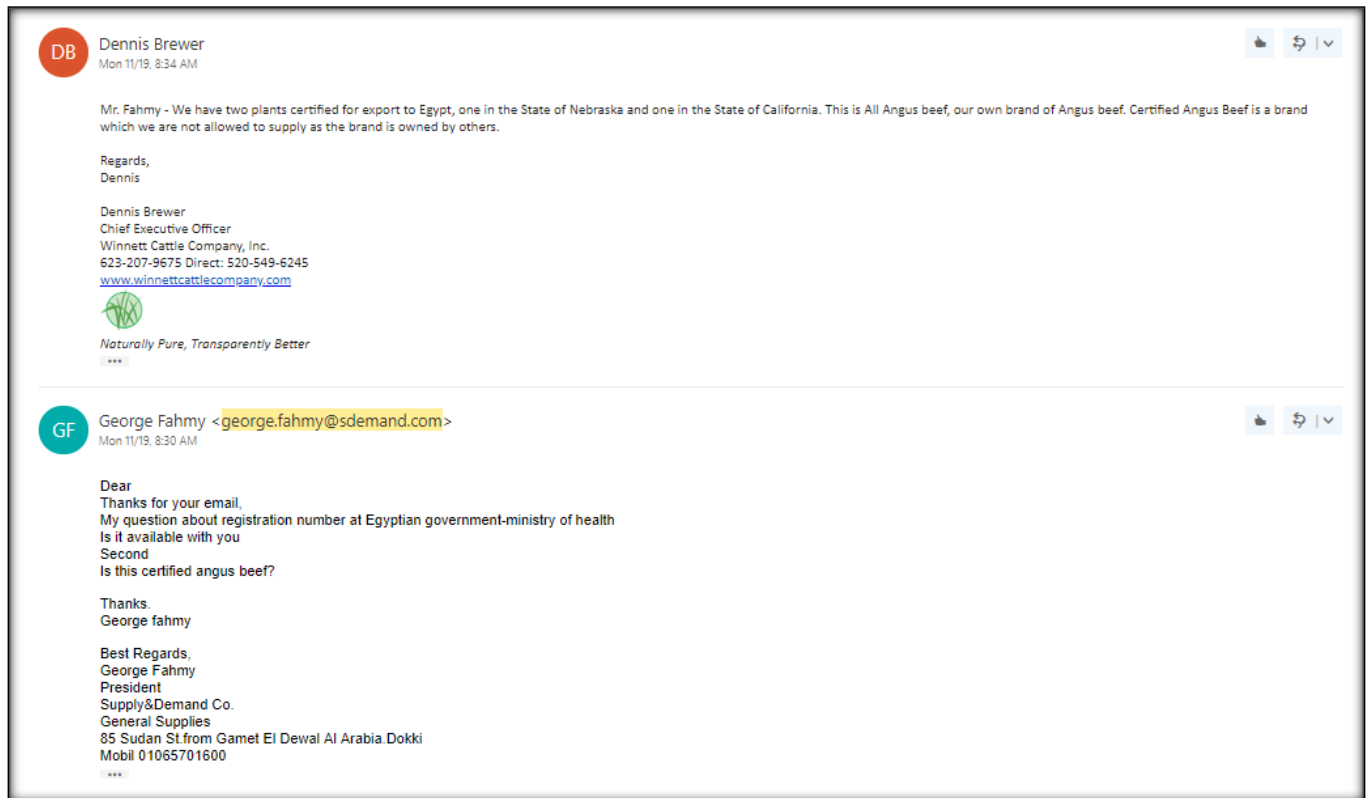 DB
Dennis Brewer
Mon 11/19, 8:34 AM
Mr. Fahmy - We have two plants certified for export to Egypt, one in the State of Nebraska and one in the State of California. This is All Angus beef, our own brand of Angus beef. Certified Angus Beef is a brand
which we are not allowed to supply as the brand is owned by others.
Regards,
Dennis
Dennis Brewer
Chief Executive Officer
Winnett Cattle Company, Inc.
623-207-9675 Direct: 520-549-6245
www.winnettcattlecompany.com
Naturally Pure, Transparently Better
...
GF
George Fahmy <george.fahmy@sdemand.com>
Mon 11/19, 8:30 AM
Dear
Thanks for your email,
My question about registration number at Egyptian government-ministry of health
Is it available with you
Second
Is this certified angus beef?
Thanks.
George fahmy
Best Regards,
George Fahmy
President
Supply&Demand Co.
General Supplies
85 Sudan St.from Gamet El Dewal Al Arabia.Dokki
Mobil 01065701600
...